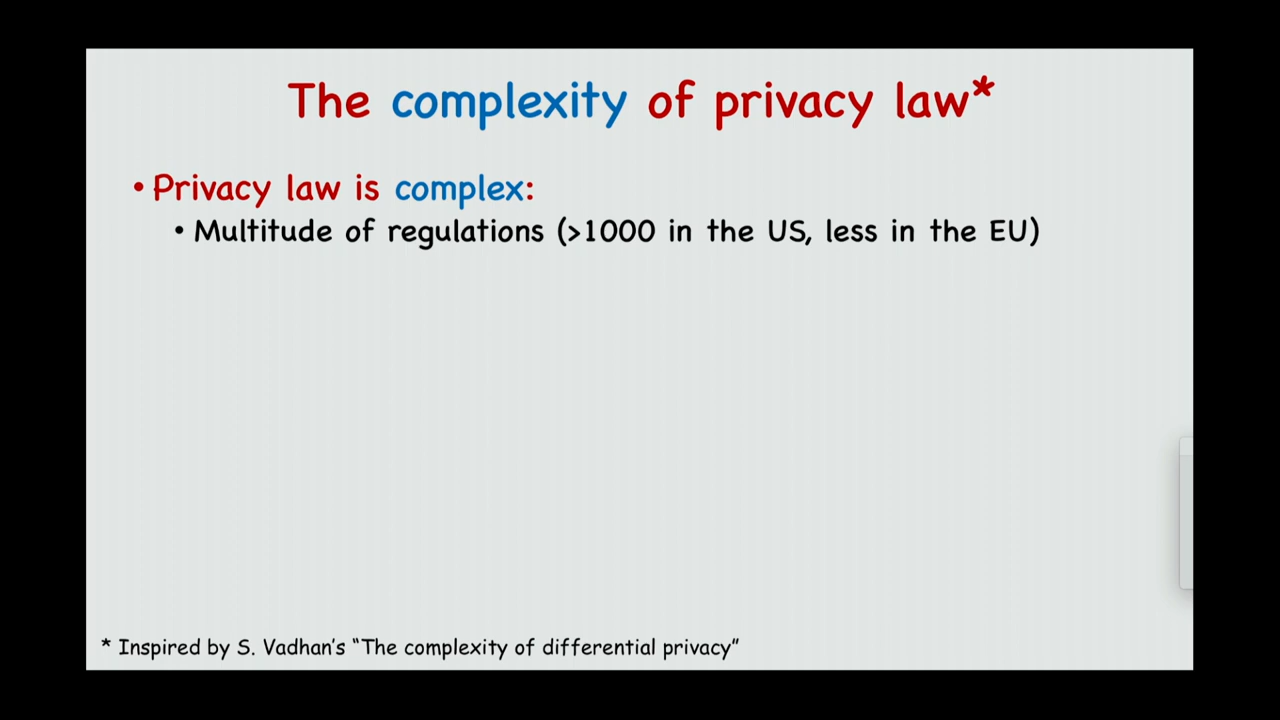 The complexity of privacy law*
• Privacy law is complex:
• Multitude of regulations (>1000 in the US, less in the EU)
* Inspired by S. Vadhan's “The complexity of differential privacy”